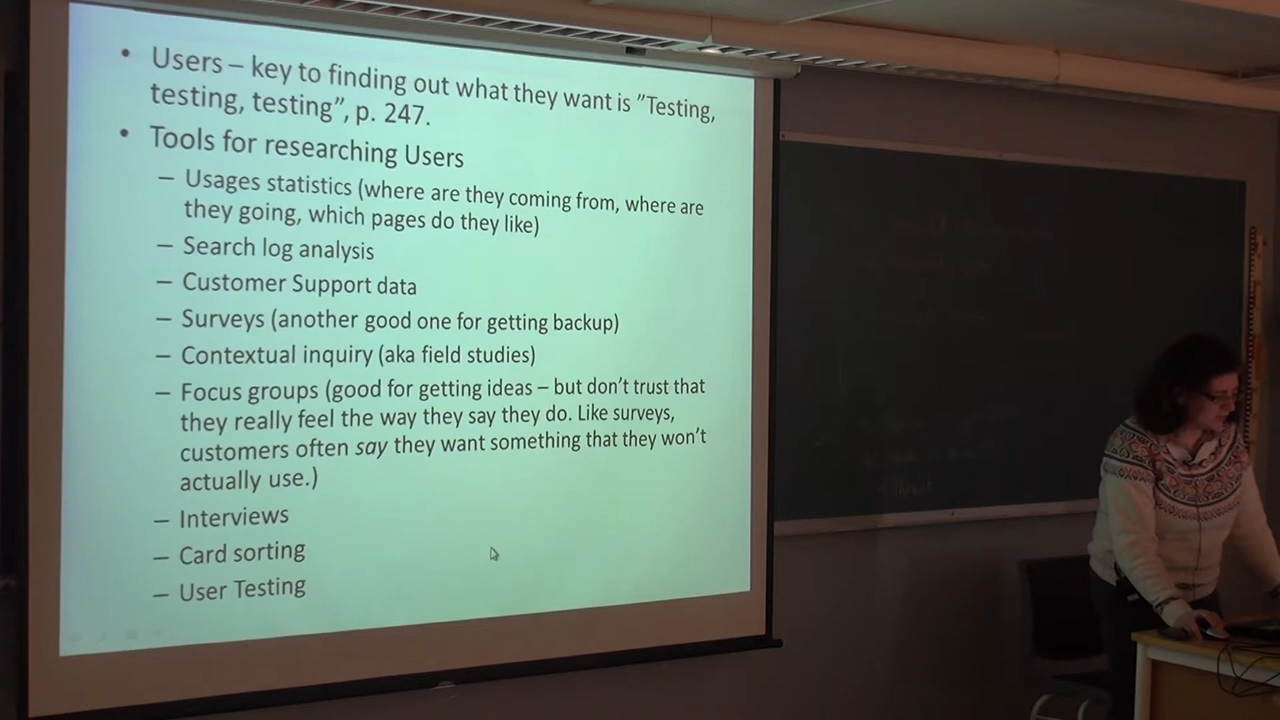 • Users – key to finding out what they want is ”Testing,
testing, testing”, p. 247.
• Tools for researching Users
– Usages statistics (where are they coming from, where are
they going, which pages do they like)
– Search log analysis
– Customer Support data
– Surveys (another good one for getting backup)
– Contextual inquiry (aka field studies)
– Focus groups (good for getting ideas – but don’t trust that
they really feel the way they say they do. Like surveys,
customers often say they want something that they won’t
actually use.)
– Interviews
– Card sorting
– User Testing